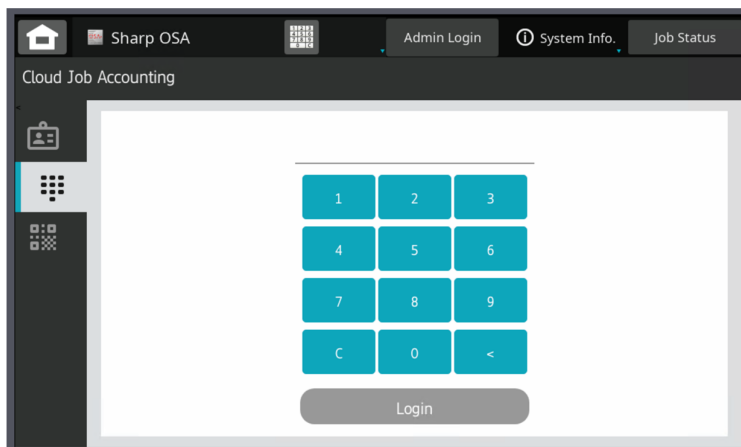 Sharp OSA
Admin Login
System Info.
Job Status
Cloud Job Accounting
<
1 2 3
4 5 6
7 8 9
C 0 <
Login